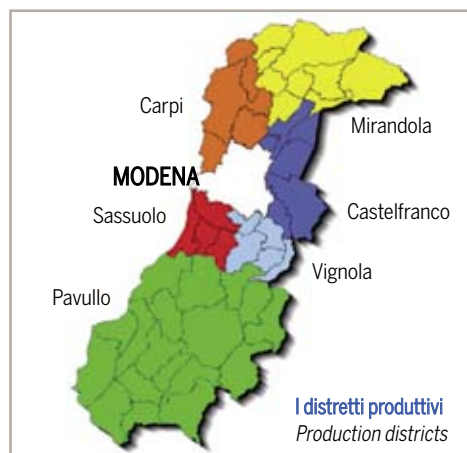 Carpi
Mirandola
MODENA
Sassuolo
Castelfranco
Vignola
Pavullo
I distretti produttivi
Production districts